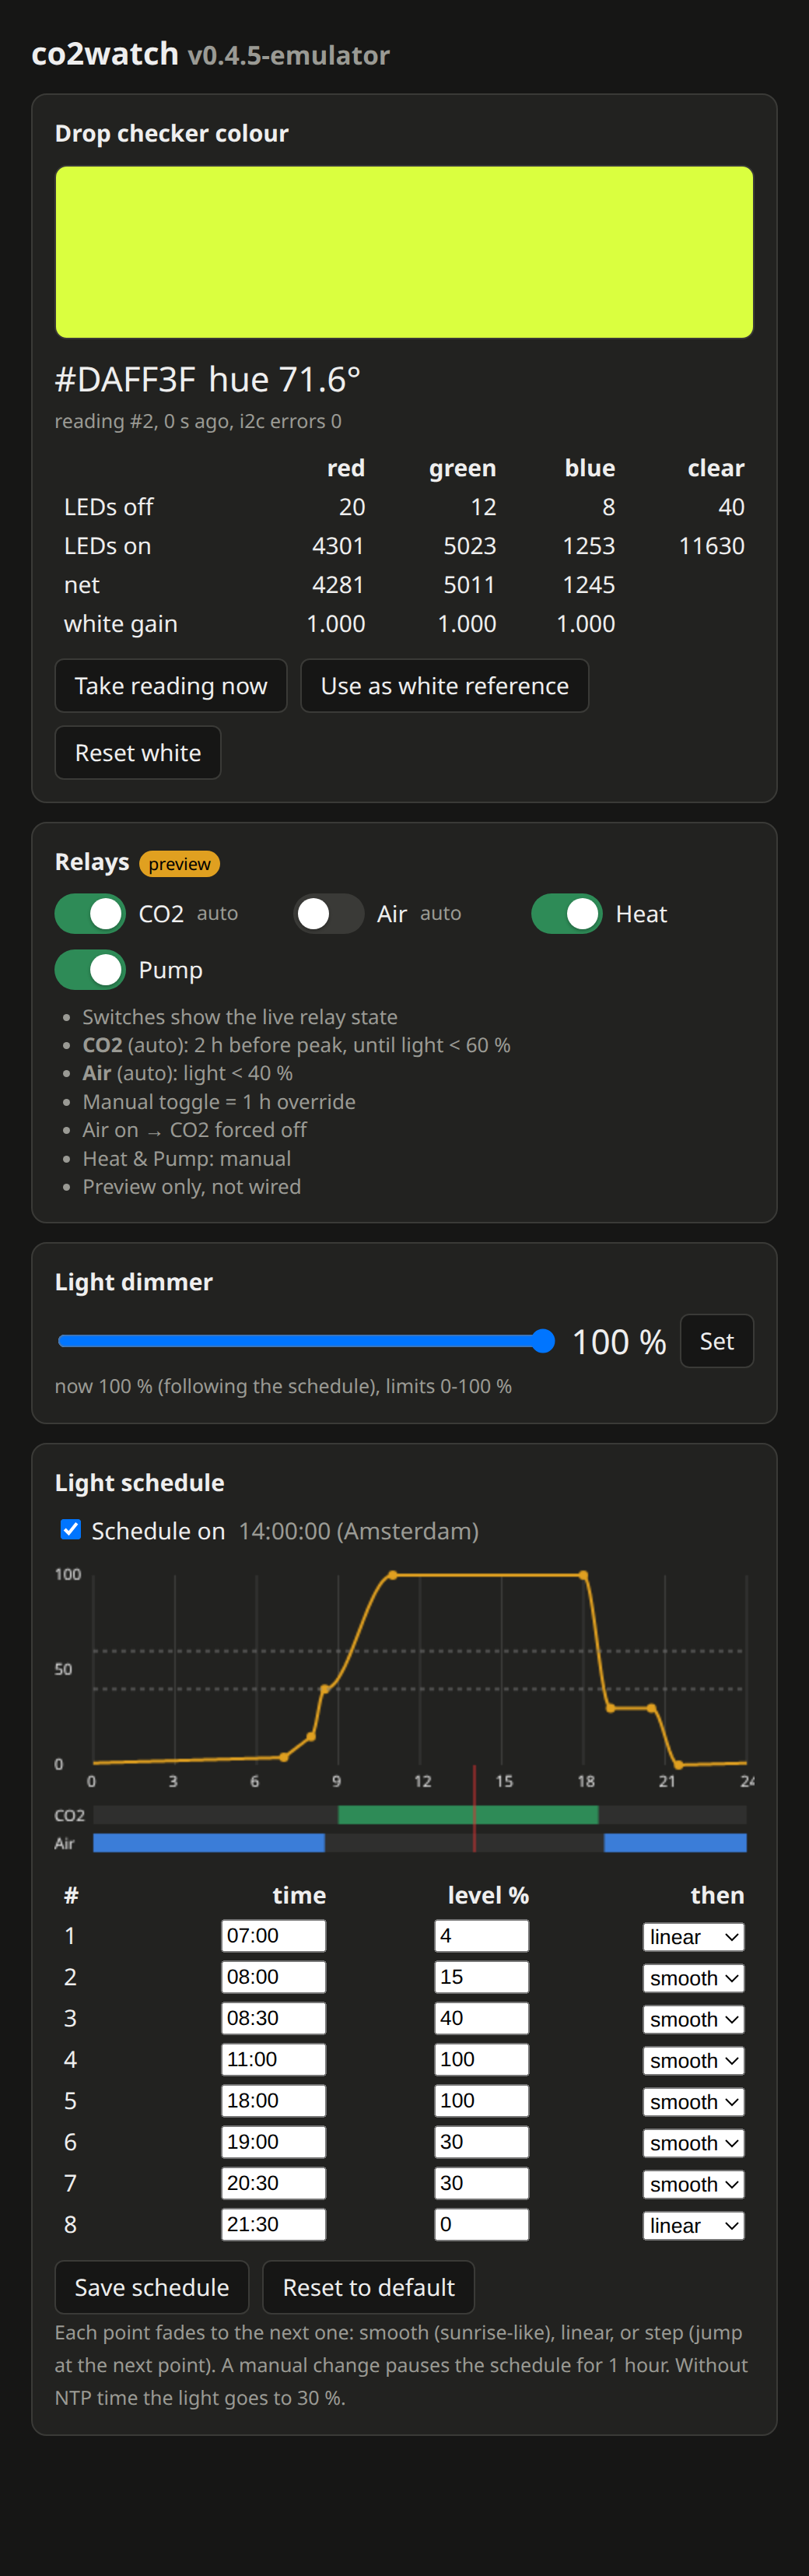 co2watch v0.4.5-emulator
Drop checker colour
#DAFF3F hue 71.6°
reading #2, 0 s ago, i2c errors 0
red green blue clear
LEDs off 20 12 8 40
LEDs on 4301 5023 1253 11630
net 4281 5011 1245
white gain 1.000 1.000 1.000
Take reading now Use as white reference
Reset white
Relays preview
CO2 auto Air auto Heat
Pump
• Switches show the live relay state
• CO2 (auto): 2 h before peak, until light < 60 %
• Air (auto): light < 40 %
• Manual toggle = 1 h override
• Air on → CO2 forced off
• Heat & Pump: manual
• Preview only, not wired
Light dimmer
100 % Set
now 100 % (following the schedule), limits 0-100 %
Light schedule
Schedule on 14:00:00 (Amsterdam)
100
50
0
0 3 6 9 12 15 18 21 24
CO2
Air
# time level % then
1 07:00 4 linear
2 08:00 15 smooth
3 08:30 40 smooth
4 11:00 100 smooth
5 18:00 100 smooth
6 19:00 30 smooth
7 20:30 30 smooth
8 21:30 0 linear
Save schedule Reset to default
Each point fades to the next one: smooth (sunrise-like), linear, or step (jump
at the next point). A manual change pauses the schedule for 1 hour. Without
NTP time the light goes to 30 %.